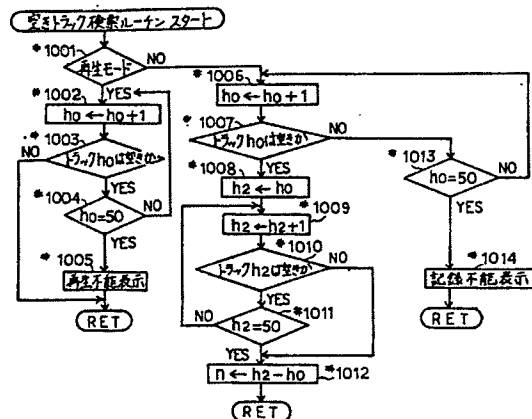 空きトラック検索ルーチン スタート
*1001
再生モード
NO
YES
*1002
h0←h0+1
*1003
トラックh0は空きか
NO
YES
*1004
h0=50
NO
YES
*1005
再生不能表示
RET
*1006
h0←h0+1
*1007
トラックh0は空きか
NO
YES
*1008
h2←h0
*1009
h2←h2+1
*1010
トラックh2は空きか
NO
YES
*1011
h2=50
NO
YES
n←h2-h0
*1012
RET
*1013
h0=50
NO
YES
*1014
記録不能表示
RET